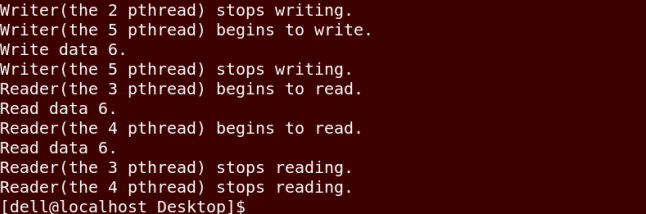 Writer(the 2 pthread) stops writing.
Writer(the 5 pthread) begins to write.
Write data 6.
Writer(the 5 pthread) stops writing.
Reader(the 3 pthread) begins to read.
Read data 6.
Reader(the 4 pthread) begins to read.
Read data 6.
Reader(the 3 pthread) stops reading.
Reader(the 4 pthread) stops reading.
[dell@localhost Desktop]$